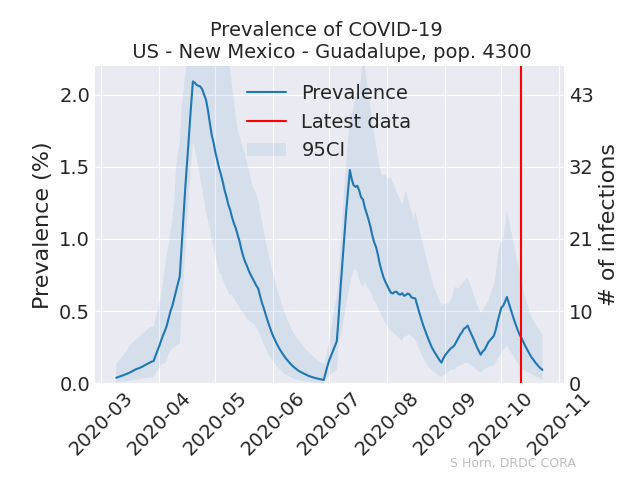 Prevalence of COVID-19
US - New Mexico - Guadalupe, pop. 4300
Prevalence
Latest data
95CI
Prevalence (%)
2.0
1.5
1.0
0.5
0.0
43
32
21
10
0
# of infections
2020-03
2020-04
2020-05
2020-06
2020-07
2020-08
2020-09
2020-10
2020-11
S Horn, DRDC CORA